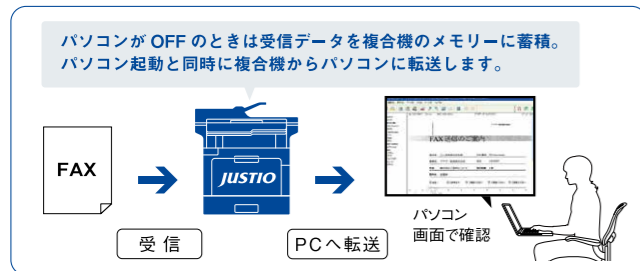 パソコンが OFF のときは受信データを複合機のメモリーに蓄積。
パソコン起動と同時に複合機からパソコンに転送します。
FAX
JUSTIO
FAX送信のご案内
受信
PCへ転送
パソコン
画面で確認